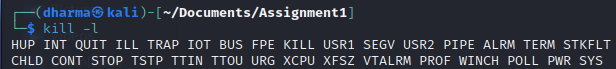 ┌──(dharma㉿kali)-[~/Documents/Assignment1]
└─$ kill -l
HUP INT QUIT ILL TRAP IOT BUS FPE KILL USR1 SEGV USR2 PIPE ALRM TERM STKFLT
CHLD CONT STOP TSTP TTIN TTOU URG XCPU XFSZ VTALRM PROF WINCH POLL PWR SYS